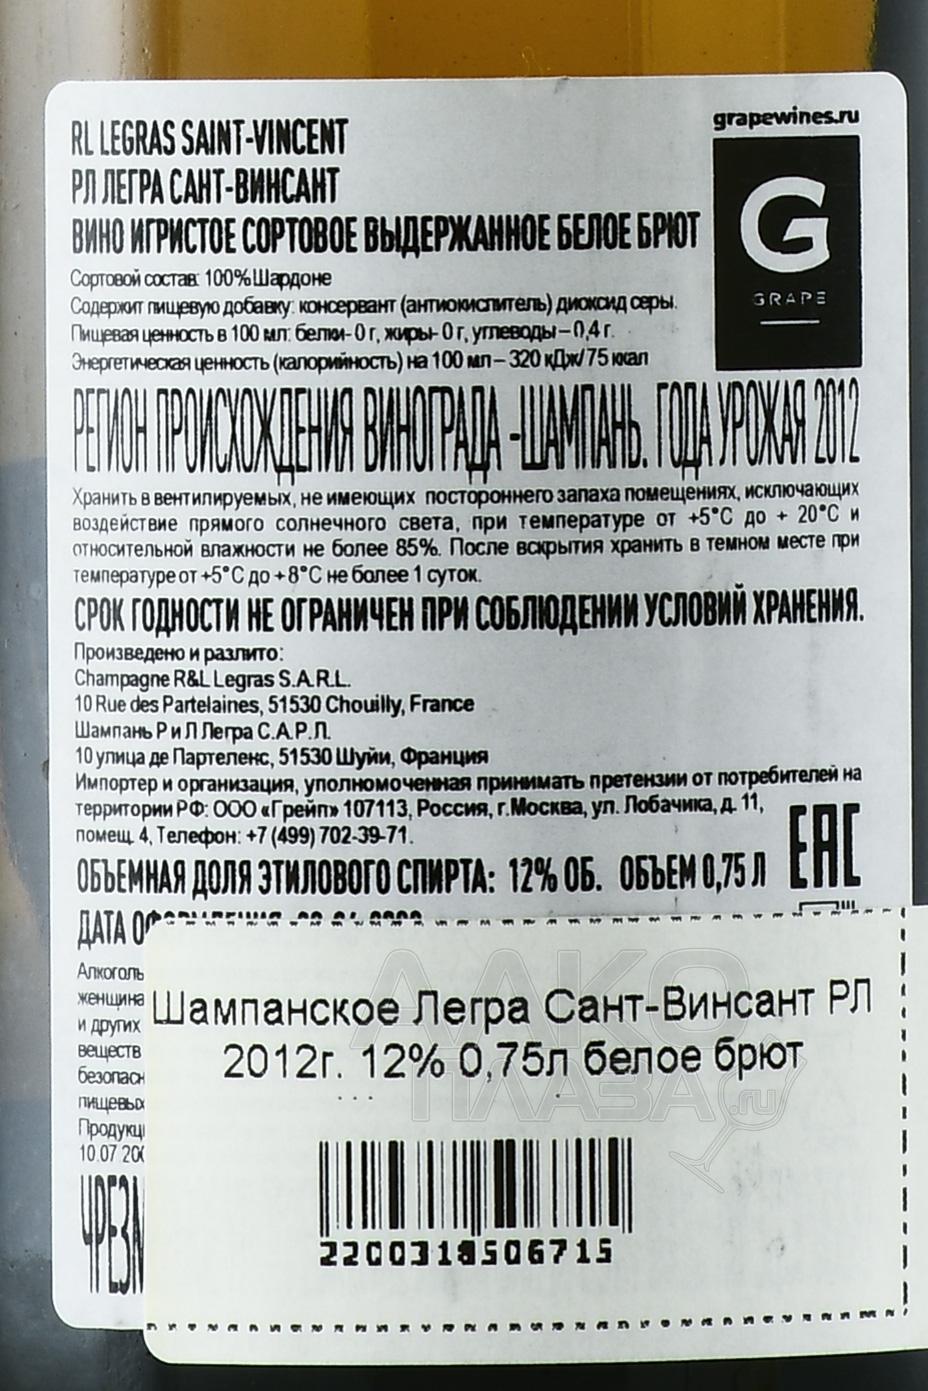 RL LEGRAS SAINT-VINCENT
grapewines.ru
РЛ ЛЕГРА САНТ-ВИНСАНТ
ВИНО ИГРИСТОЕ СОРТОВОЕ ВЫДЕРЖАННОЕ БЕЛОЕ БРЮТ
G
GRAPE
Сортовой состав: 100% Шардоне
Содержит пищевую добавку: консервант (антиокислитель) диоксид серы.
Пищевая ценность в 100 мл: белки- 0 г, жиры- 0 г, углеводы – 0,4 г.
Энергетическая ценность (калорийность) на 100 мл – 320 кДж/ 75 ккал
РЕГИОН ПРОИСХОЖДЕНИЯ ВИНОГРАДА -ШАМПАНЬ. ГОДА УРОЖАЯ 2012
Хранить в вентилируемых, не имеющих постороннего запаха помещениях, исключающих
воздействие прямого солнечного света, при температуре от +5°C до + 20°C и
относительной влажности не более 85%. После вскрытия хранить в темном месте при
температуре от +5°C до + 8°C не более 1 суток.
СРОК ГОДНОСТИ НЕ ОГРАНИЧЕН ПРИ СОБЛЮДЕНИИ УСЛОВИЙ ХРАНЕНИЯ.
Произведено и разлито:
Champagne R&L Legras S.A.R.L.
10 Rue des Partelaines, 51530 Chouilly, France
Шампань Р и Л Легра С.А.Р.Л.
10 улица де Партеленс, 51530 Шуйи, Франция
Импортер и организация, уполномоченная принимать претензии от потребителей на
территории РФ: ООО «Грейп» 107113, Россия, г.Москва, ул. Лобачика, д. 11,
помещ. 4, Телефон: +7 (499) 702-39-71.
EAC
ОБЪЕМНАЯ ДОЛЯ ЭТИЛОВОГО СПИРТА: 12% ОБ. ОБЪЕМ 0,75 Л
ДАТА
Алкоголь
женщина
и других
веществ
безопасн
пищевых
Продукц
10.07 200
ЧРЕЗМ
Шампанское Легра Сант-Винсант РЛ
2012г. 12% 0,75л белое брют
2200318506715
АЛКО
ПЛАЗА.ru